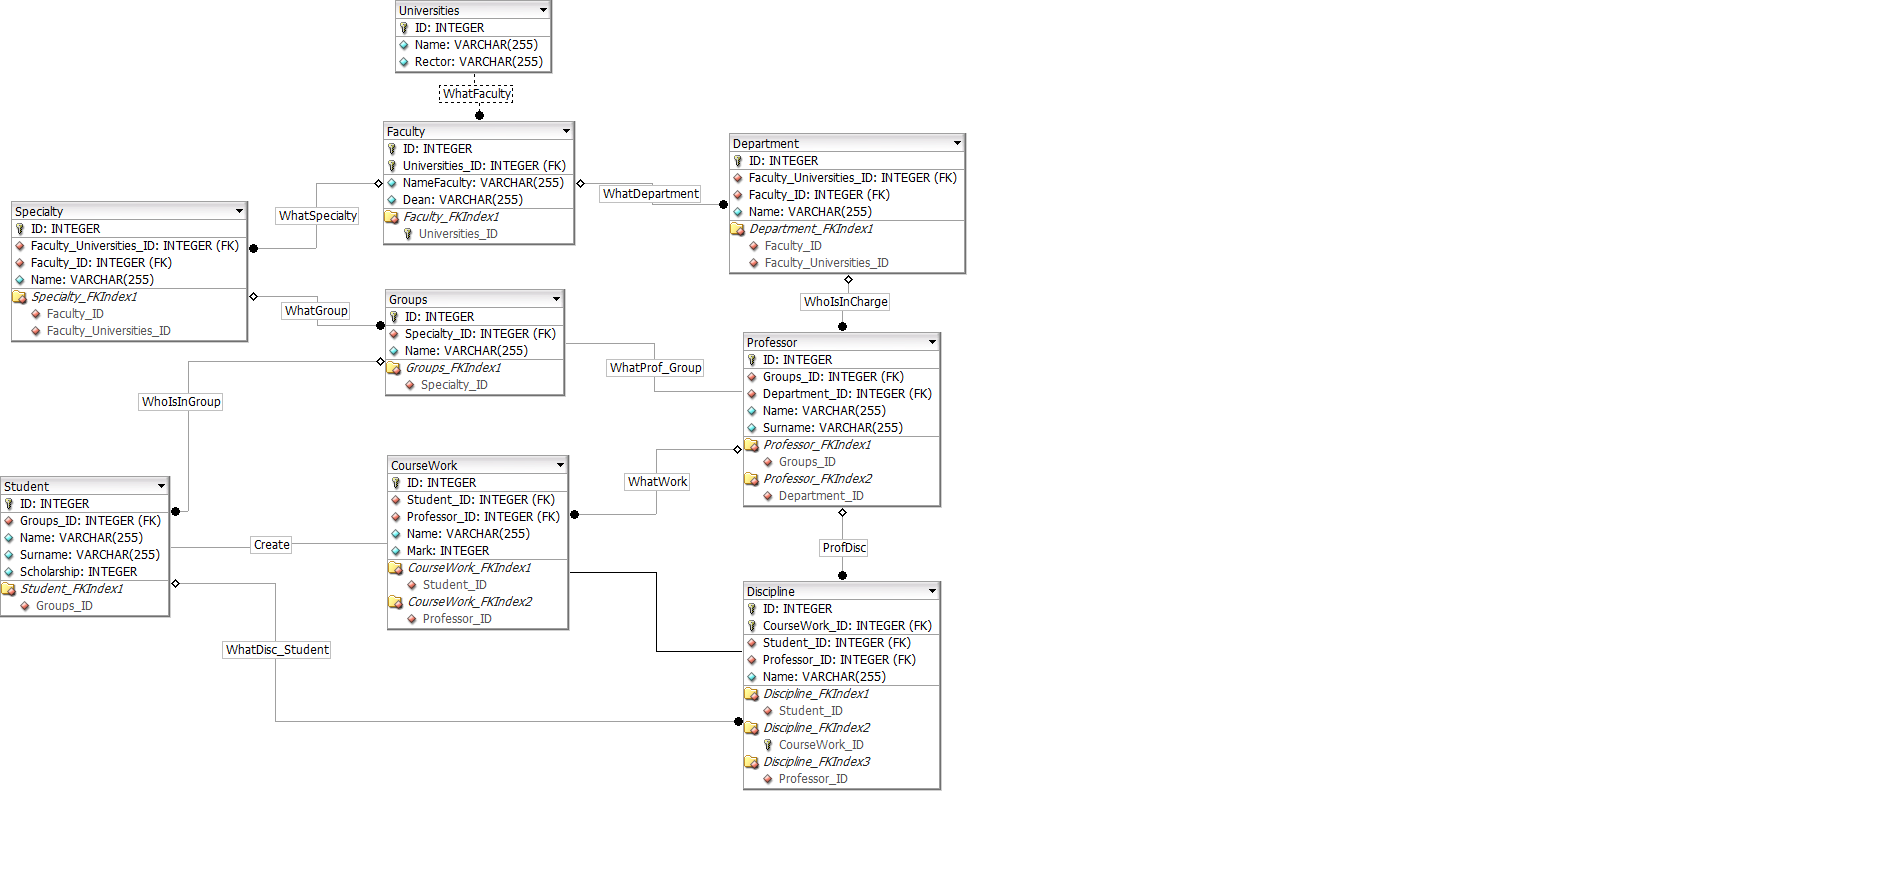 Universities
ID: INTEGER
Name: VARCHAR(255)
Rector: VARCHAR(255)
WhatFaculty
Faculty
ID: INTEGER
Universities_ID: INTEGER (FK)
NameFaculty: VARCHAR(255)
Dean: VARCHAR(255)
Faculty_FKIndex1
Universities_ID
WhatDepartment
Department
ID: INTEGER
Faculty_Universities_ID: INTEGER (FK)
Faculty_ID: INTEGER (FK)
Name: VARCHAR(255)
Department_FKIndex1
Faculty_ID
Faculty_Universities_ID
WhatSpecialty
Specialty
ID: INTEGER
Faculty_Universities_ID: INTEGER (FK)
Faculty_ID: INTEGER (FK)
Name: VARCHAR(255)
Specialty_FKIndex1
Faculty_ID
Faculty_Universities_ID
WhatGroup
Groups
ID: INTEGER
Specialty_ID: INTEGER (FK)
Name: VARCHAR(255)
Groups_FKIndex1
Specialty_ID
WhoIsInCharge
WhatProf_Group
Professor
ID: INTEGER
Groups_ID: INTEGER (FK)
Department_ID: INTEGER (FK)
Name: VARCHAR(255)
Surname: VARCHAR(255)
Professor_FKIndex1
Groups_ID
Professor_FKIndex2
Department_ID
WhoIsInGroup
Student
ID: INTEGER
Groups_ID: INTEGER (FK)
Name: VARCHAR(255)
Surname: VARCHAR(255)
Scholarship: INTEGER
Student_FKIndex1
Groups_ID
Create
CourseWork
ID: INTEGER
Student_ID: INTEGER (FK)
Professor_ID: INTEGER (FK)
Name: VARCHAR(255)
Mark: INTEGER
CourseWork_FKIndex1
Student_ID
CourseWork_FKIndex2
Professor_ID
WhatWork
ProfDisc
WhatDisc_Student
Discipline
ID: INTEGER
CourseWork_ID: INTEGER (FK)
Student_ID: INTEGER (FK)
Professor_ID: INTEGER (FK)
Name: VARCHAR(255)
Discipline_FKIndex1
Student_ID
Discipline_FKIndex2
CourseWork_ID
Discipline_FKIndex3
Professor_ID